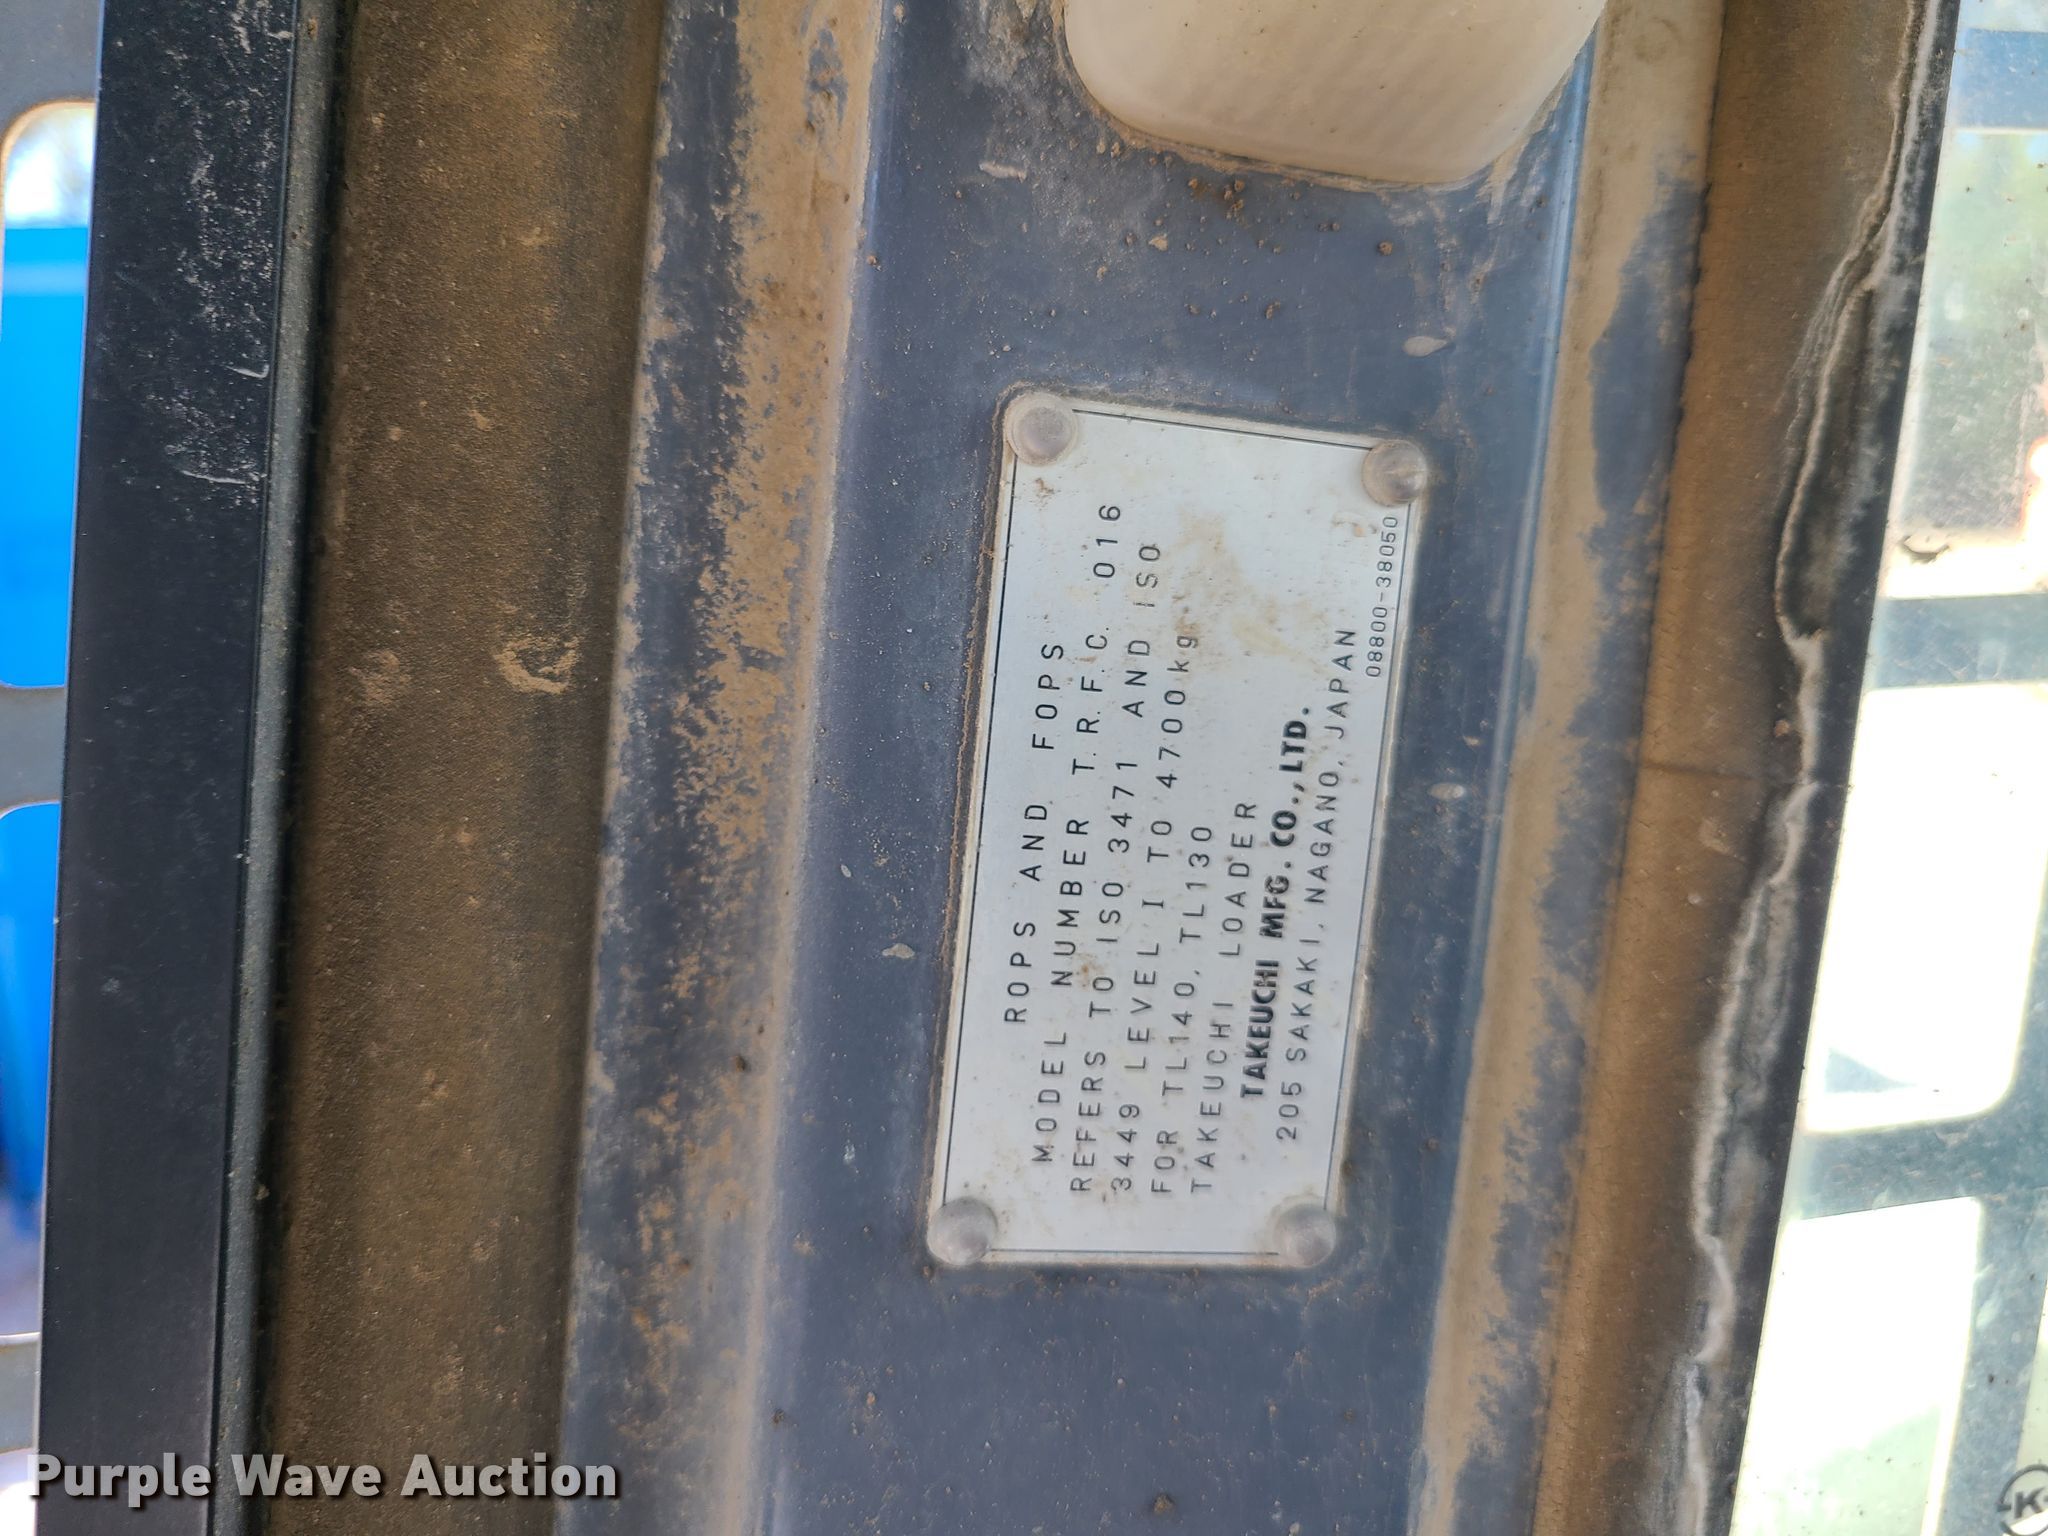 ROPS AND FOPS
MODEL NUMBER T.R.F.C. 016
REFERS TO ISO 3471 AND ISO
3449 LEVEL I TO 4700kg
FOR TL140, TL130
TAKEUCHI LOADER
TAKEUCHI MFG. CO., LTD.
205 SAKAKI, NAGANO, JAPAN
08800-38050
Purple Wave Auction
K